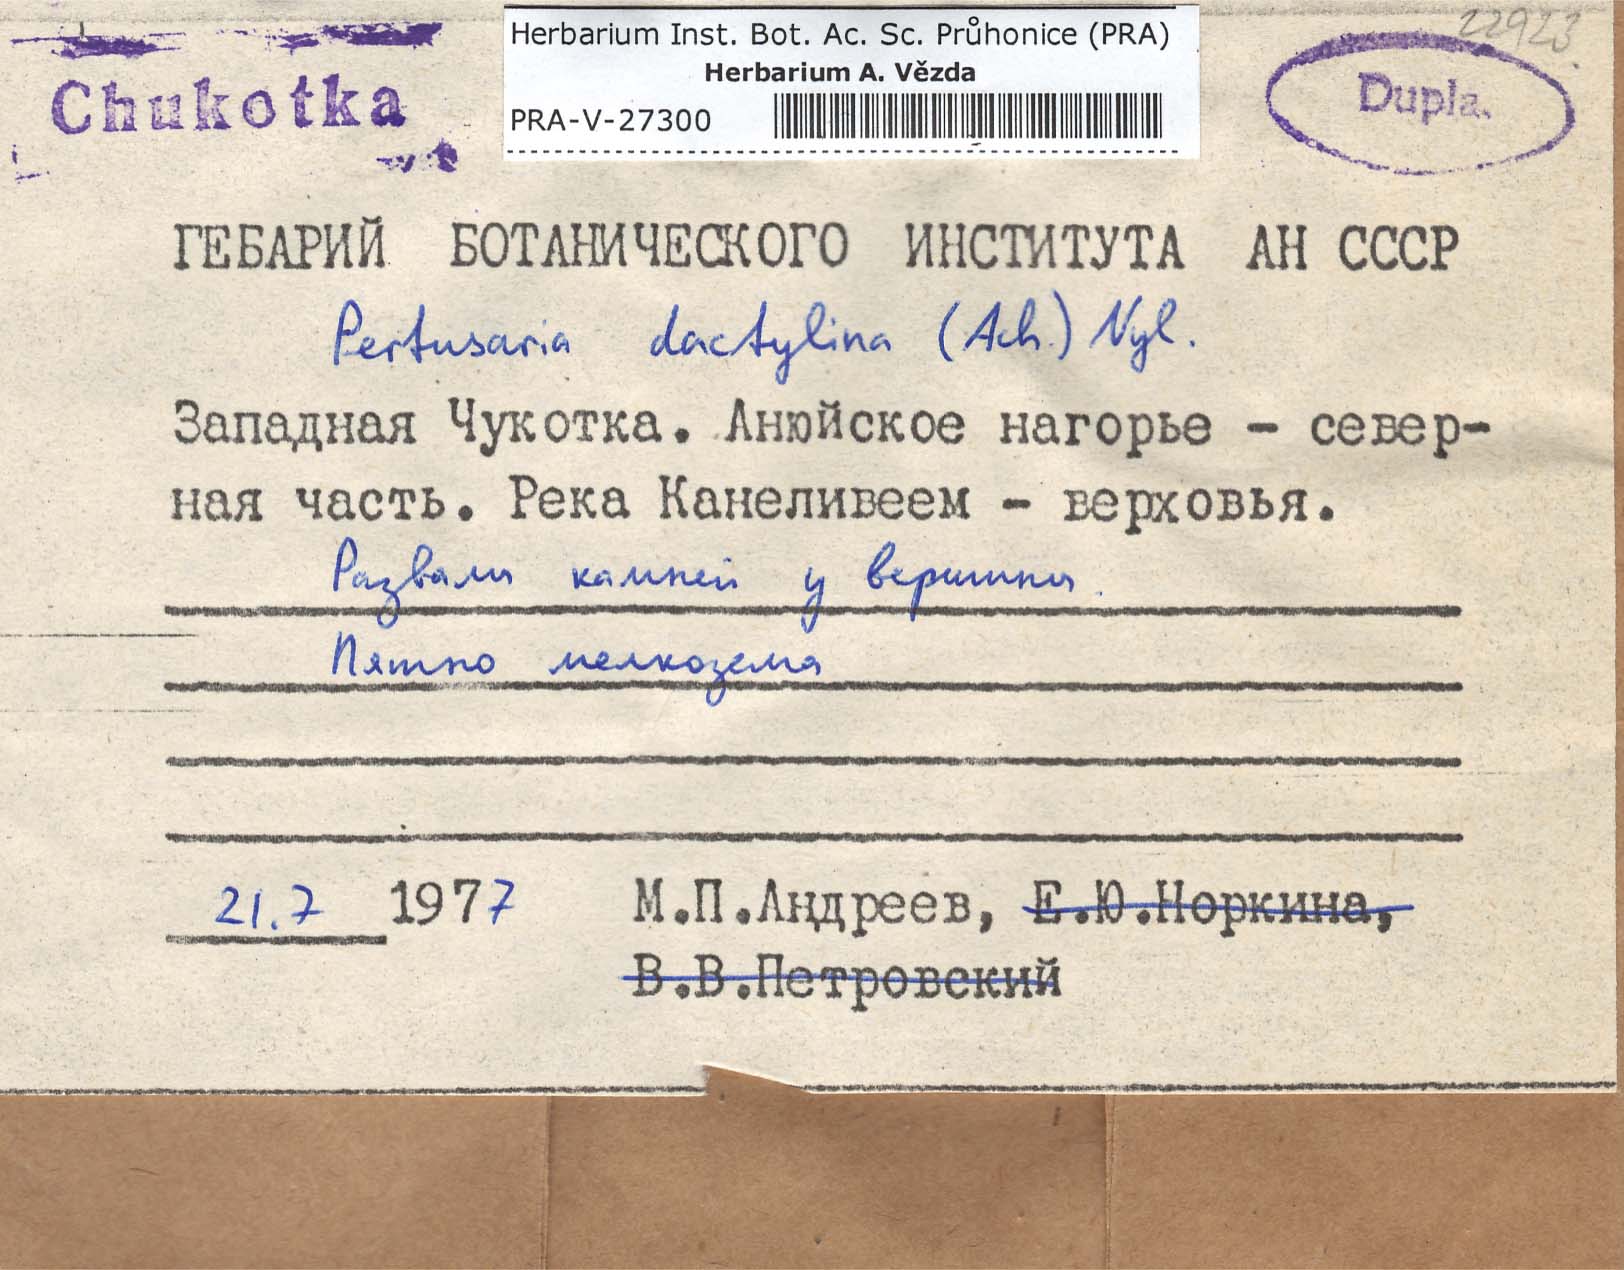 22923
Herbarium Inst. Bot. Ac. Sc. Průhonice (PRA)
Herbarium A. Vězda
PRA-V-27300
Chukotka
Dupla.
ГЕБАРИЙ БОТАНИЧЕСКОГО ИНСТИТУТА АН СССР
Pertusaria dactylina (Ach.) Nyl.
Западная Чукотка. Анюйское нагорье - север-
ная часть. Река Канеливеем - верховья.
Развалы камней у вершины.
Пятно мелкозема
21.7 1977 М.П.Андреев, Е.Ю.Норкина,
В.В.Петровский